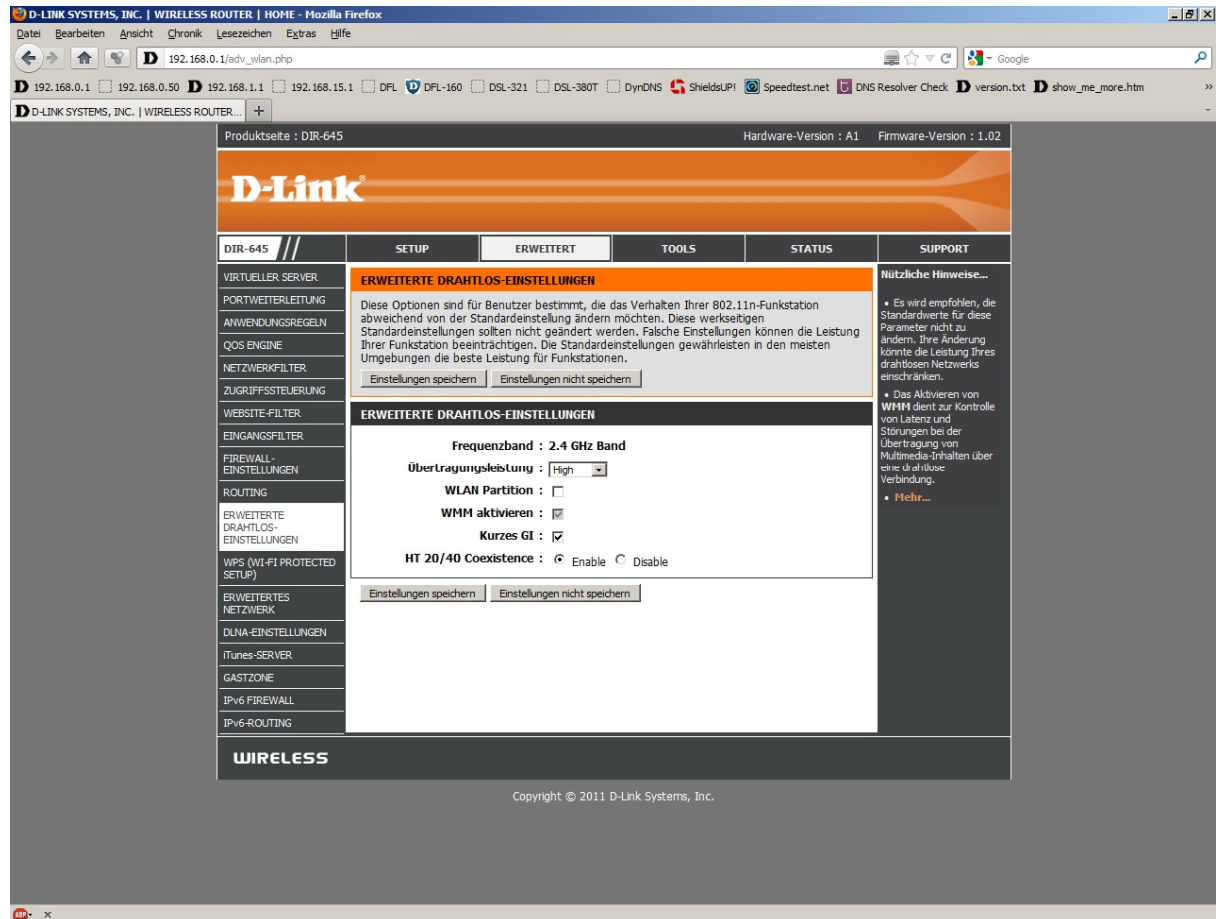 D-LINK SYSTEMS, INC. | WIRELESS ROUTER | HOME - Mozilla Firefox
Datei Bearbeiten Ansicht Chronik Lesezeichen Extras Hilfe
192.168.0.1/adv_wlan.php
Google
192.168.0.1 192.168.0.50 192.168.1.1 192.168.15.1 DFL DFL-160 DSL-321 DSL-380T DynDNS ShieldsUP! Speedtest.net DNS Resolver Check version.txt show_me_more.htm »
D-LINK SYSTEMS, INC. | WIRELESS ROUTER... +
Produktseite : DIR-645 Hardware-Version : A1 Firmware-Version : 1.02
D-Link®
DIR-645 SETUP ERWEITERT TOOLS STATUS SUPPORT
VIRTUELLER SERVER
PORTWEITERLEITUNG
ANWENDUNGSREGELN
QOS ENGINE
NETZWERKFILTER
ZUGRIFFSSTEUERUNG
WEBSITE-FILTER
EINGANGSFILTER
FIREWALL-
EINSTELLUNGEN
ROUTING
ERWEITERTE
DRAHTLOS-
EINSTELLUNGEN
WPS (WI-FI PROTECTED
SETUP)
ERWEITERTES
NETZWERK
DLNA-EINSTELLUNGEN
iTunes-SERVER
GASTZONE
IPv6 FIREWALL
IPv6-ROUTING
ERWEITERTE DRAHTLOS-EINSTELLUNGEN
Diese Optionen sind für Benutzer bestimmt, die das Verhalten Ihrer 802.11n-Funkstation
abweichend von der Standardeinstellung ändern möchten. Diese werkseitigen
Standardeinstellungen sollten nicht geändert werden. Falsche Einstellungen können die Leistung
Ihrer Funkstation beeinträchtigen. Die Standardeinstellungen gewährleisten in den meisten
Umgebungen die beste Leistung für Funkstationen.
Einstellungen speichern Einstellungen nicht speichern
ERWEITERTE DRAHTLOS-EINSTELLUNGEN
Frequenzband : 2.4 GHz Band
Übertragungsleistung : High
WLAN Partition :
WMM aktivieren :
Kurzes GI :
HT 20/40 Coexistence : Enable Disable
Einstellungen speichern Einstellungen nicht speichern
Nützliche Hinweise...
• Es wird empfohlen, die
Standardwerte für diese
Parameter nicht zu
ändern. Ihre Änderung
könnte die Leistung Ihres
drahtlosen Netzwerks
einschränken.
• Das Aktivieren von
WMM dient zur Kontrolle
von Latenz und
Störungen bei der
Übertragung von
Multimedia-Inhalten über
eine drahtlose
Verbindung.
• Mehr...
WIRELESS
Copyright © 2011 D-Link Systems, Inc.
ABP